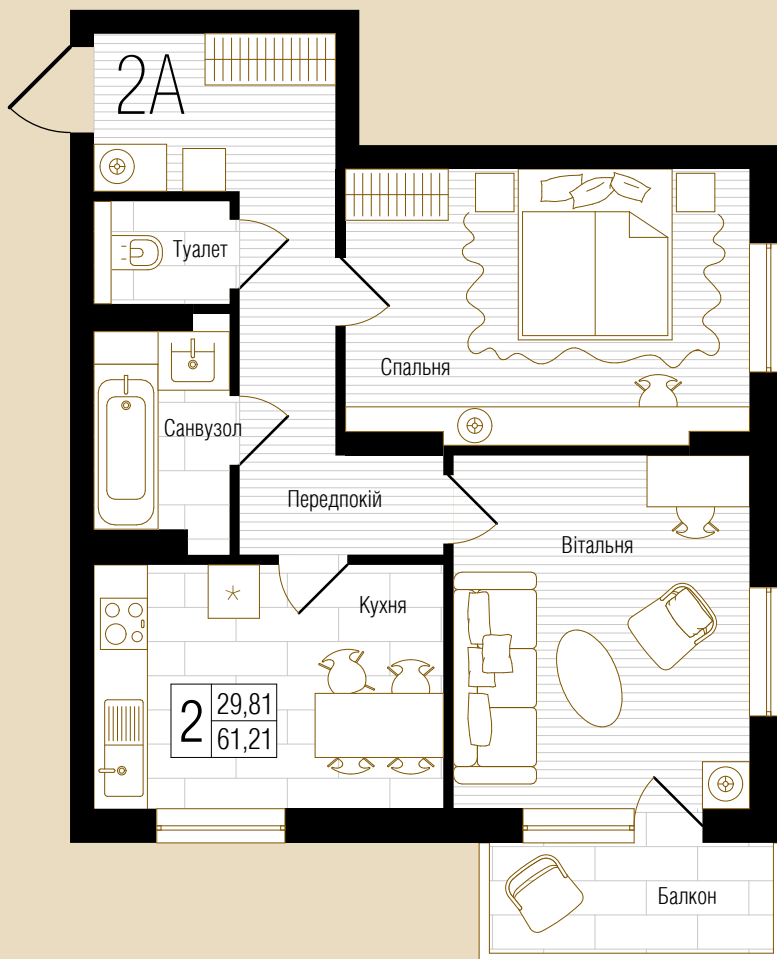 2А
Туалет
Спальня
Санвузол
Передпокій
Вітальня
Кухня
2
29,81
61,21
Балкон